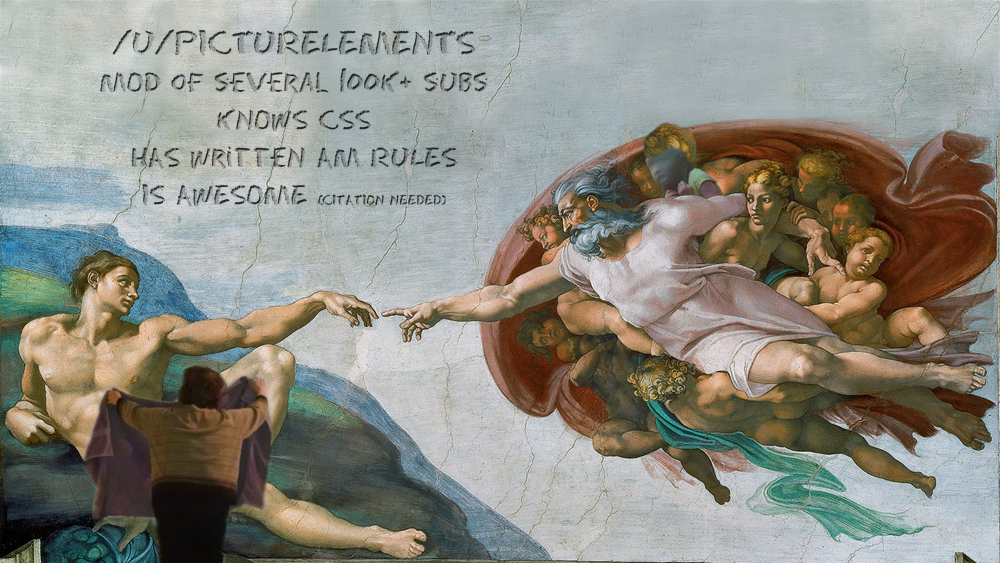 /U/PICTURELEMENTS
MOD OF SEVERAL 100K+ SUBS
KNOWS CSS
HAS WRITTEN AM RULES
IS AWESOME (CITATION NEEDED)